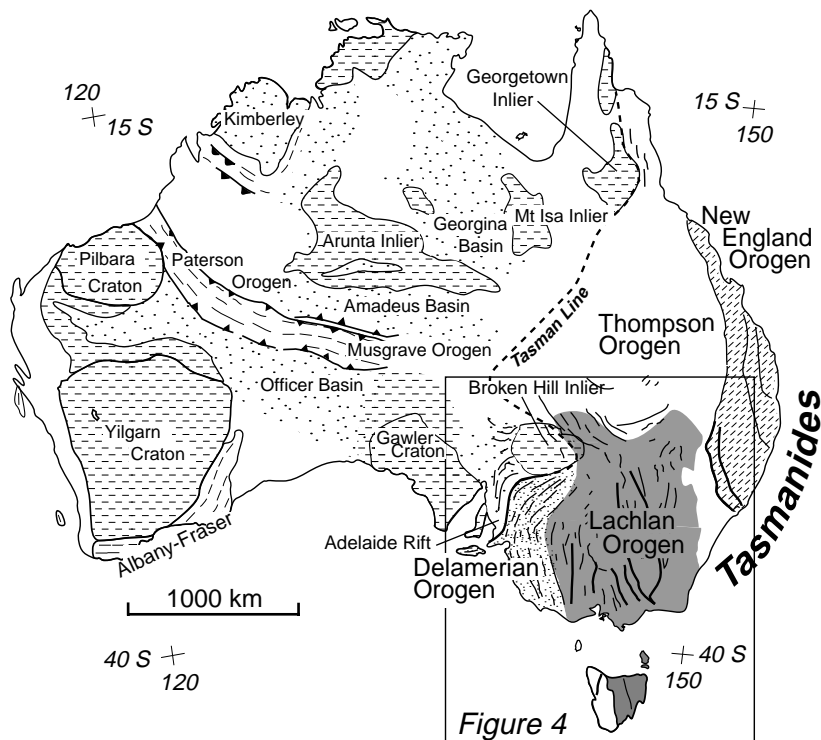 Georgetown
Inlier
120
15 S
15 S
150
Kimberley
New
England
Orogen
Mt Isa Inlier
Georgina
Basin
Arunta Inlier
Pilbara
Craton
Paterson
Orogen
Amadeus Basin
Tasman Line
Thompson
Orogen
Musgrave Orogen
Officer Basin
Broken Hill Inlier
Yilgarn
Craton
Gawler
Craton
Lachlan
Orogen
Tasmanides
Albany-Fraser
Adelaide Rift
Delamerian
Orogen
1000 km
40 S
120
40 S
150
Figure 4